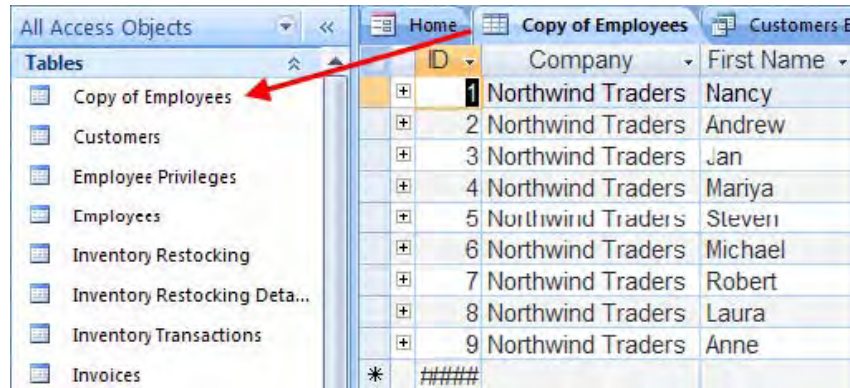 All Access Objects
Tables
Copy of Employees
Customers
Employee Privileges
Employees
Inventory Restocking
Inventory Restocking Deta...
Inventory Transactions
Invoices
Home Copy of Employees Customers E
ID Company First Name
1 Northwind Traders Nancy
2 Northwind Traders Andrew
3 Northwind Traders Jan
4 Northwind Traders Mariya
5 Northwind Traders Steven
6 Northwind Traders Michael
7 Northwind Traders Robert
8 Northwind Traders Laura
9 Northwind Traders Anne
* #####